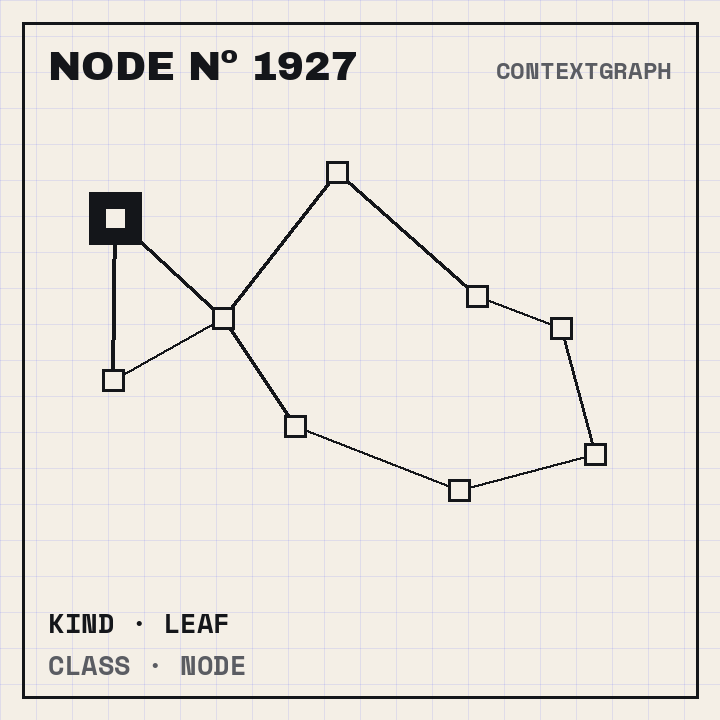 NODE Nº 1927
CONTEXTGRAPH
KIND · LEAF
CLASS · NODE